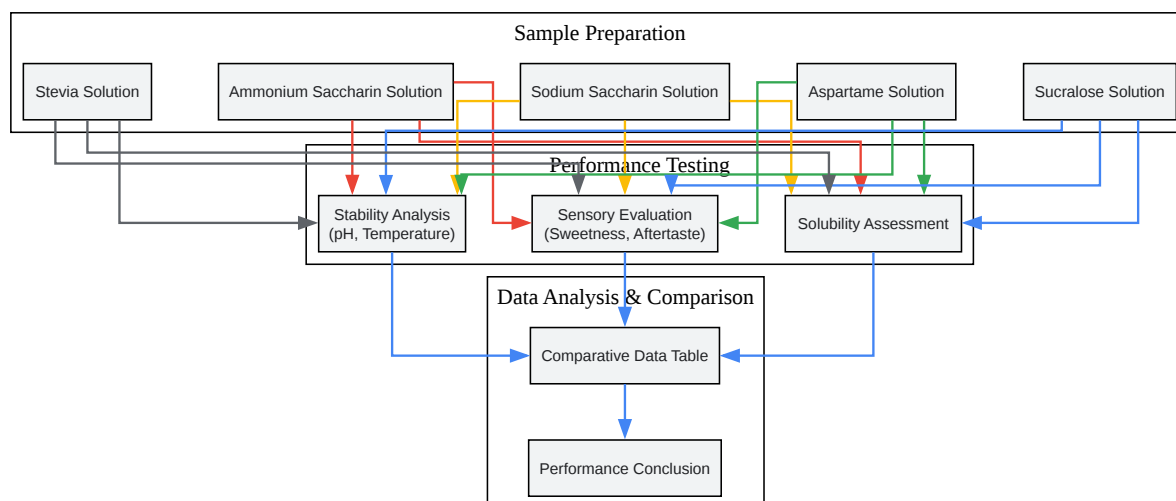 Sample Preparation
Stevia Solution
Ammonium Saccharin Solution
Sodium Saccharin Solution
Aspartame Solution
Sucralose Solution
Performance Testing
Stability Analysis
(pH, Temperature)
Sensory Evaluation
(Sweetness, Aftertaste)
Solubility Assessment
Data Analysis & Comparison
Comparative Data Table
Performance Conclusion